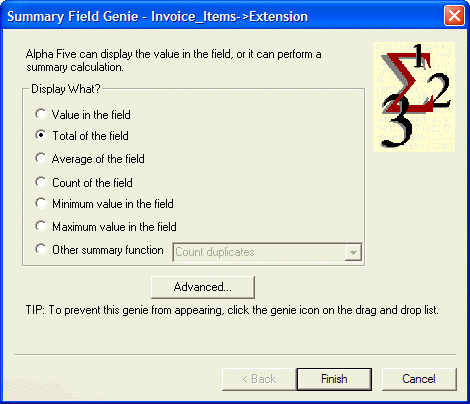 Summary Field Genie - Invoice_Items->Extension
Alpha Five can display the value in the field, or it can perform a
summary calculation.
Display What?
Value in the field
Total of the field
Average of the field
Count of the field
Minimum value in the field
Maximum value in the field
Other summary function
Count duplicates
Advanced...
TIP: To prevent this genie from appearing, click the genie icon on the drag and drop list.
< Back
Finish
Cancel
1
Σ
2
3